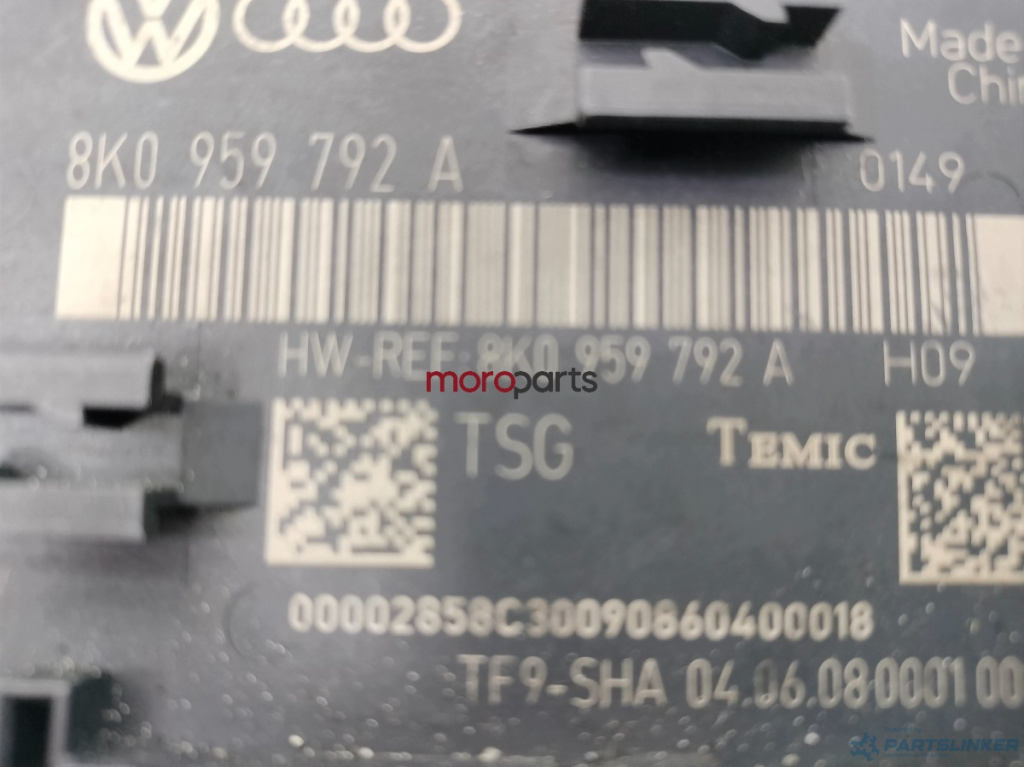 Made
Chin
8K0 959 792 A 0149
HW-REF: 8K0 959 792 A H09
moroparts
TSG TEMIC
00002858C30090860400018
TF9-SHA 04.06.08 0001 00
PARTSLINKER